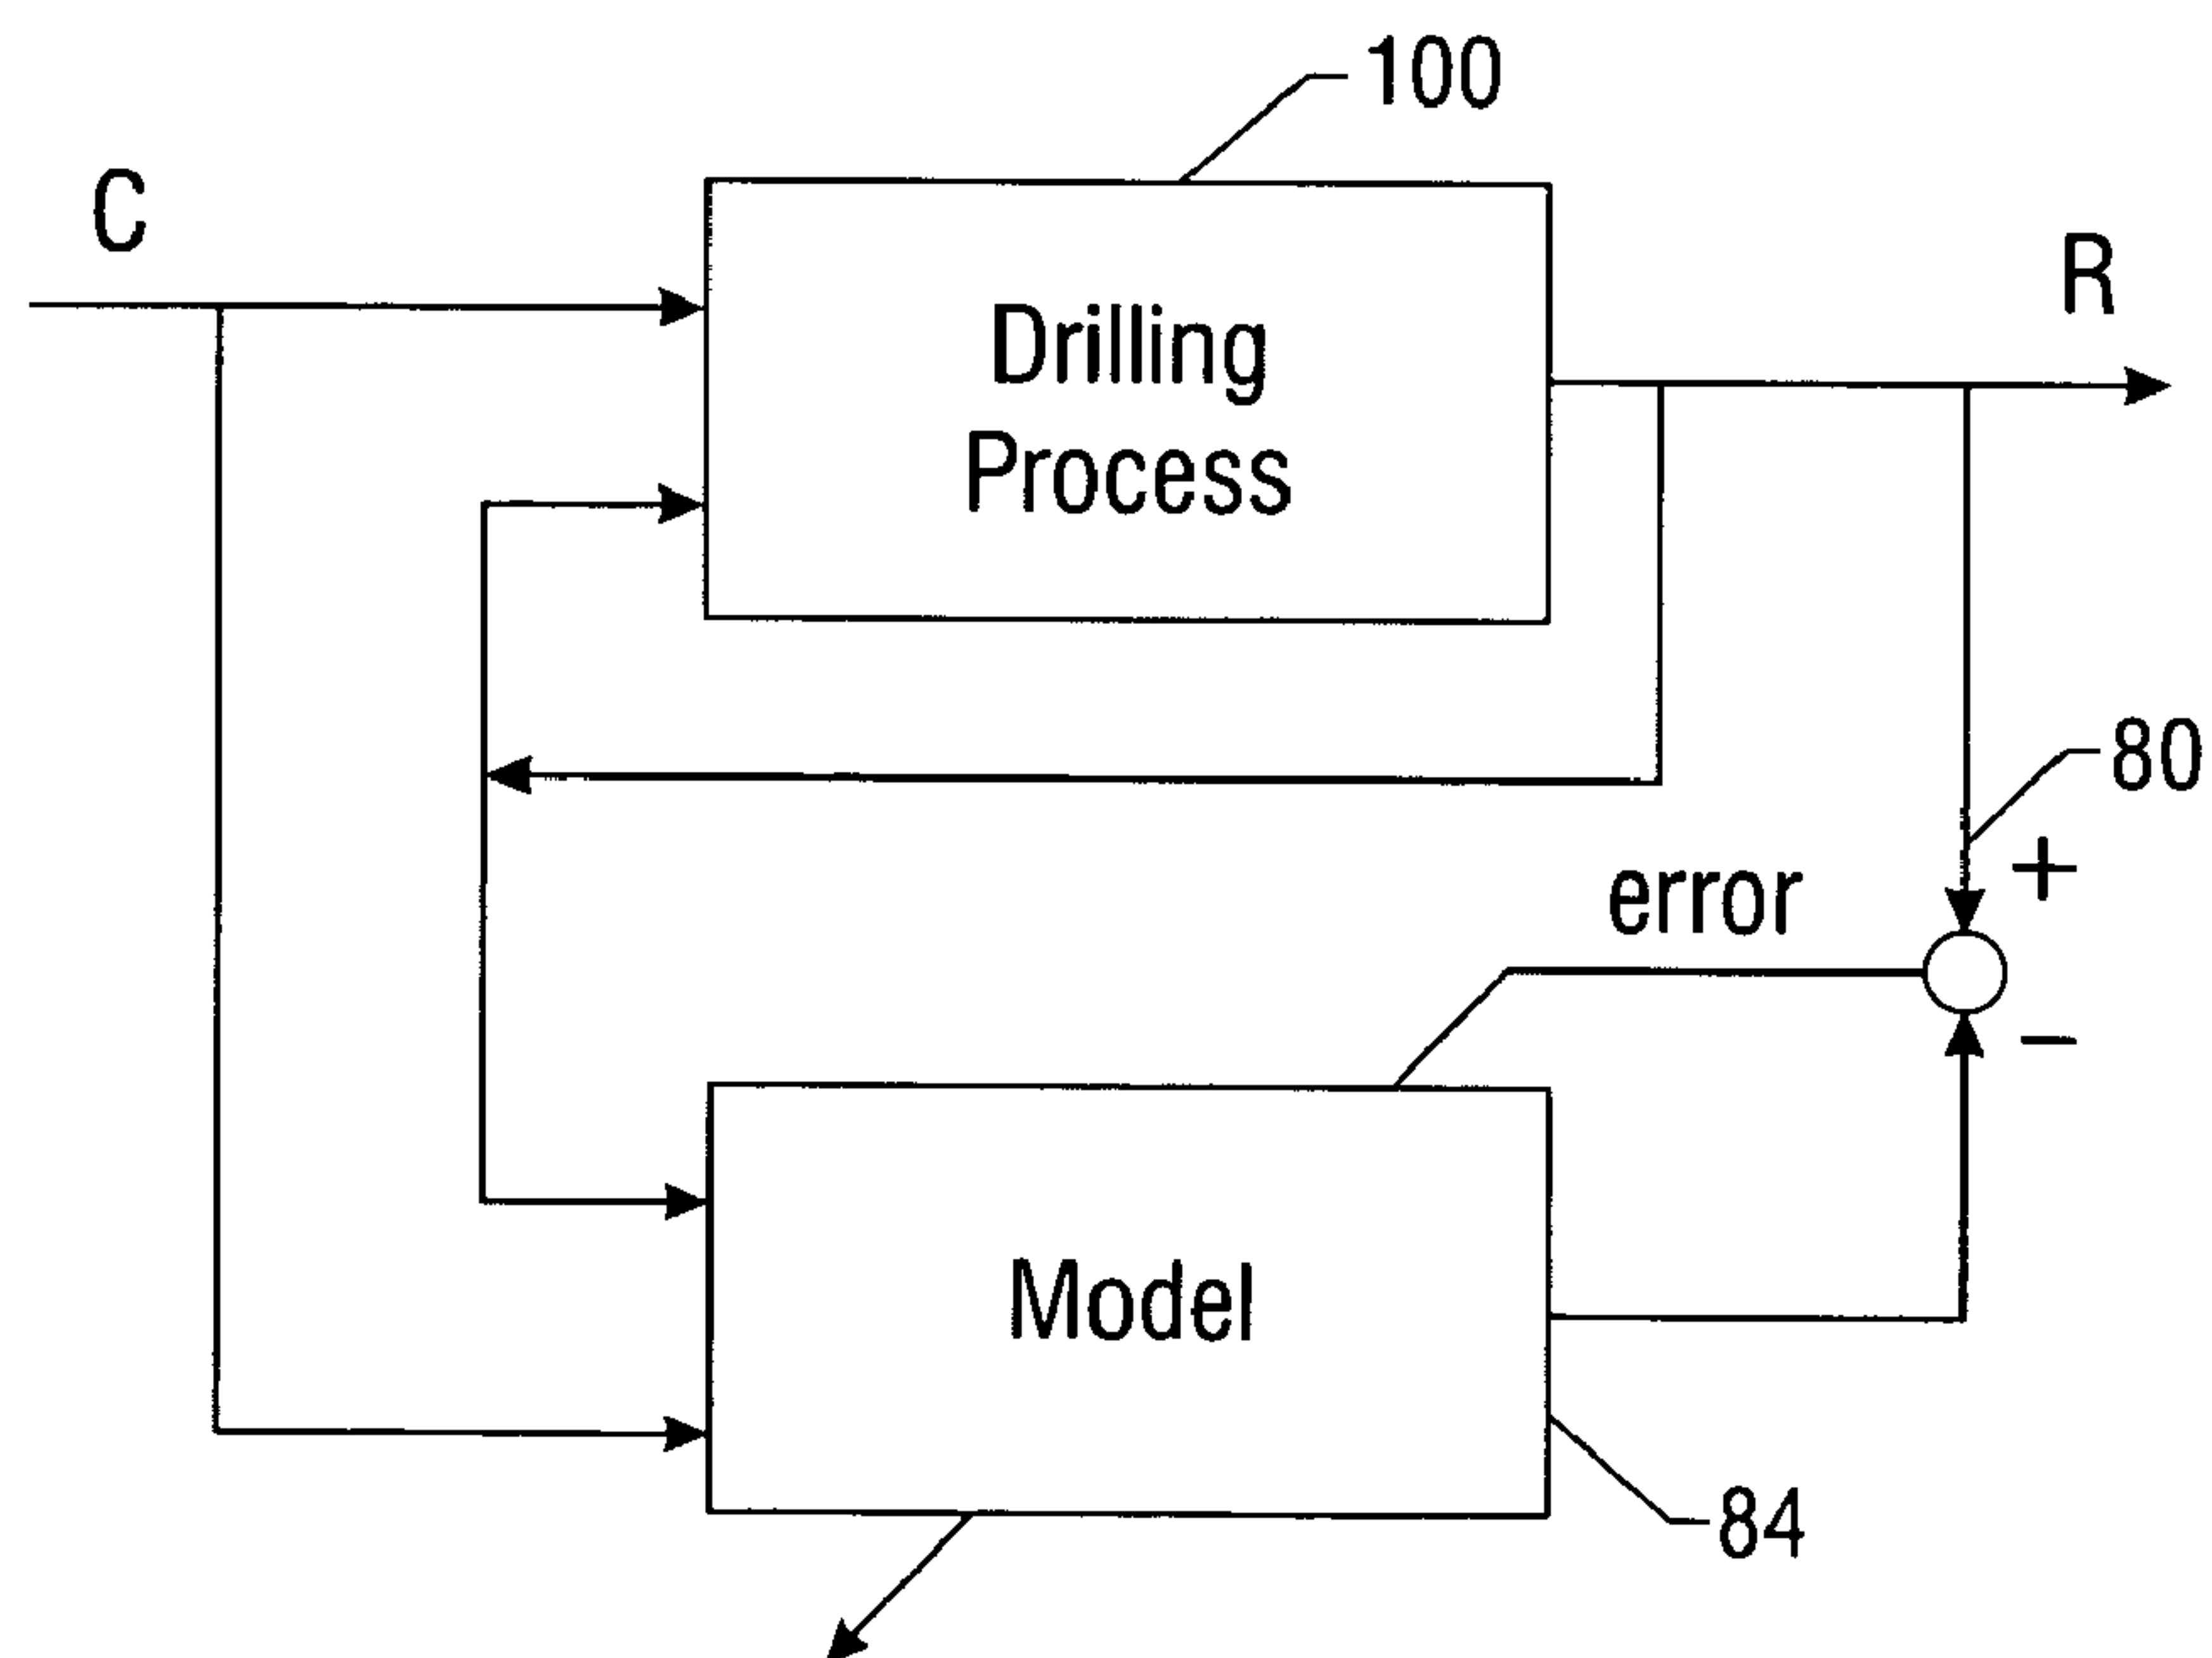 100
C
R
Drilling
Process
80
+
error
−
Model
84